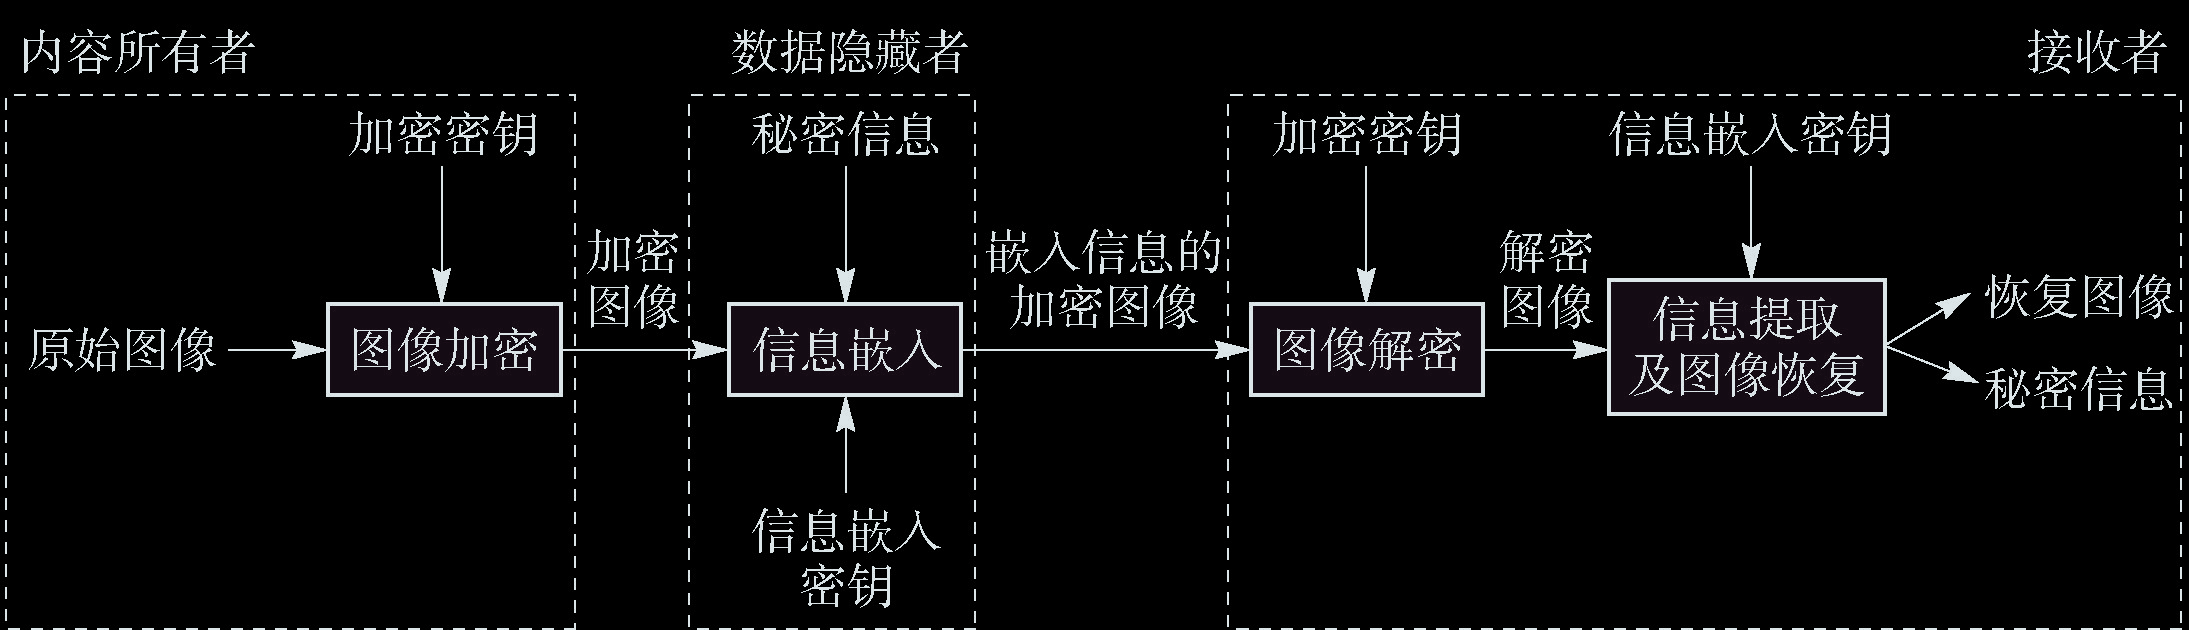 内容所有者
数据隐藏者
接收者
加密密钥
秘密信息
加密密钥
信息嵌入密钥
加密
图像
嵌入信息的
加密图像
解密
图像
原始图像
图像加密
信息嵌入
图像解密
信息提取
及图像恢复
恢复图像
秘密信息
信息嵌入
密钥